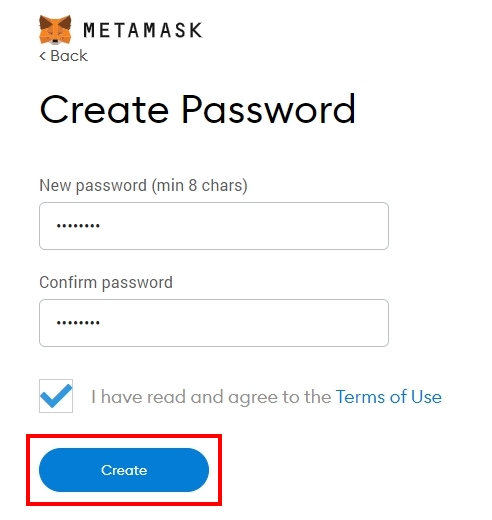 METAMASK
< Back
Create Password
New password (min 8 chars)
••••••••
Confirm password
••••••••
I have read and agree to the Terms of Use
Create